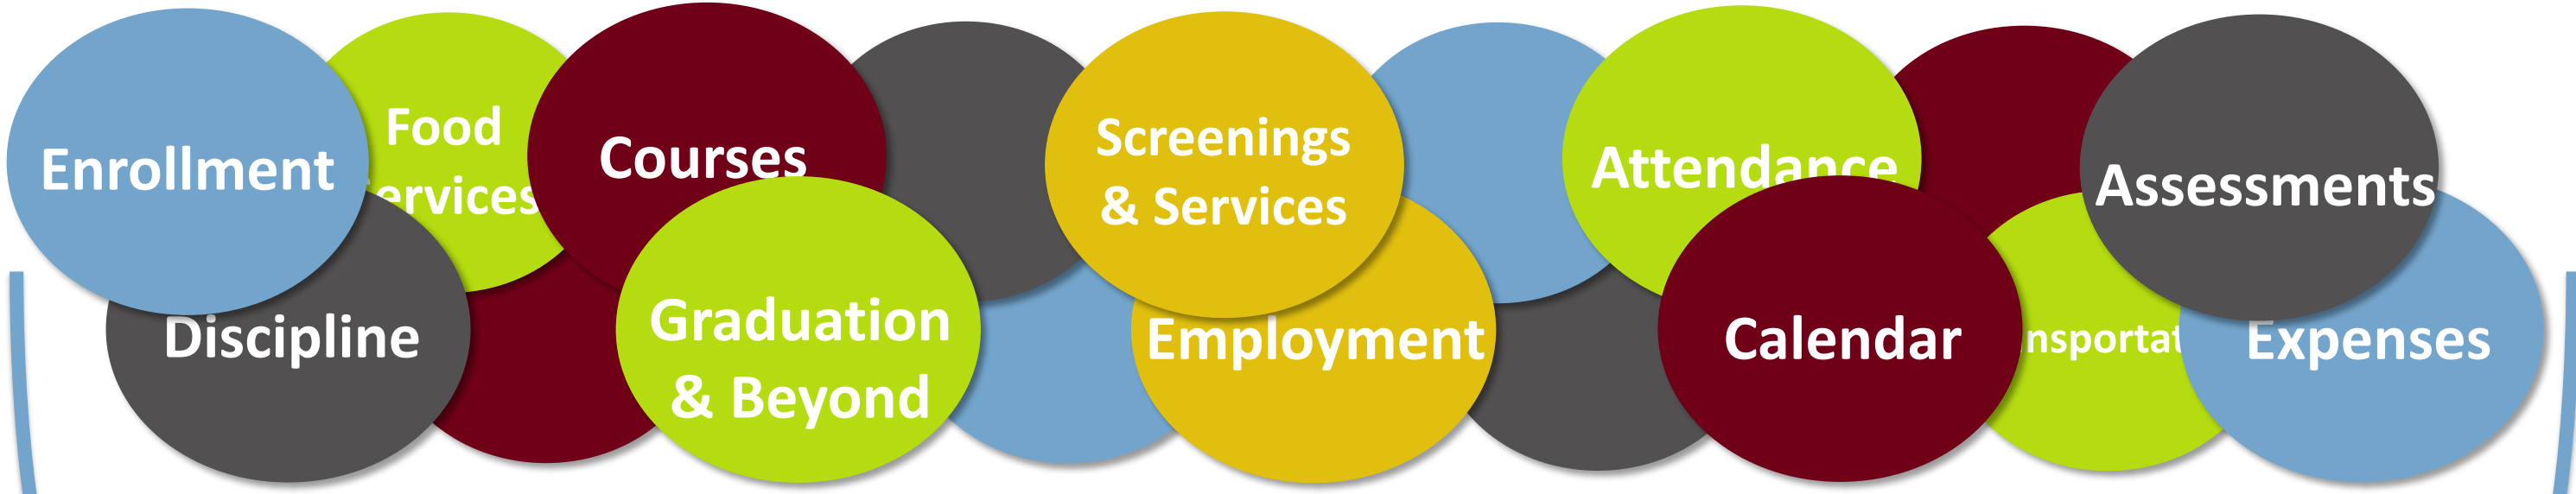 Enrollment
Food
ervices
Courses
Screenings
& Services
Attendance
Assessments
Discipline
Graduation
& Beyond
Employment
Calendar
nsportat
Expenses